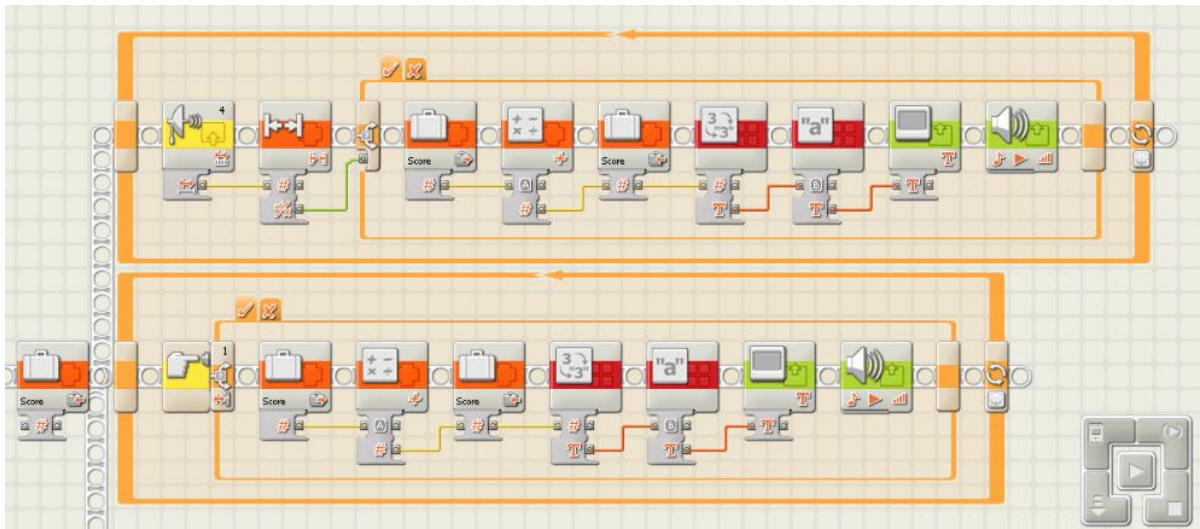 4
Score
Score
3
"3"
"a"
# A # # B T
# T T
1
Score
Score
Score
3
"3"
"a"
T
# # A # # B T
# T T